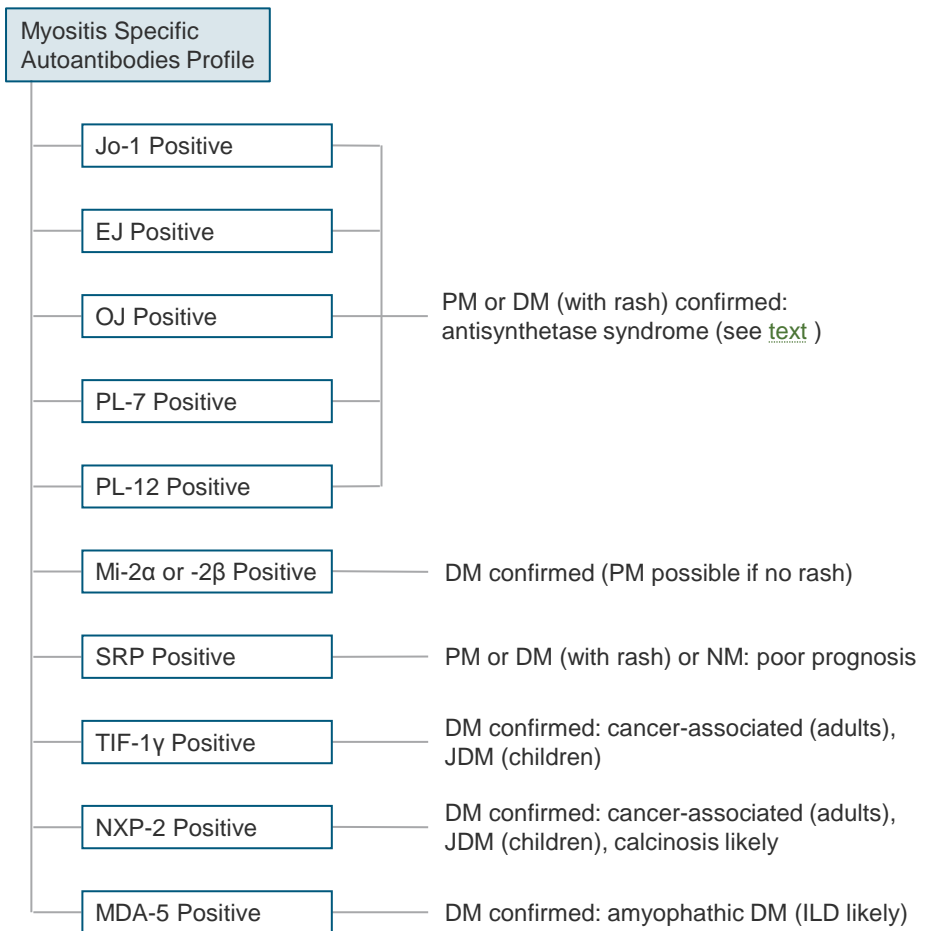 Myositis Specific
Autoantibodies Profile
Jo-1 Positive
EJ Positive
OJ Positive
PM or DM (with rash) confirmed:
antisynthetase syndrome (see text )
PL-7 Positive
PL-12 Positive
Mi-2α or -2β Positive
DM confirmed (PM possible if no rash)
SRP Positive
PM or DM (with rash) or NM: poor prognosis
TIF-1γ Positive
DM confirmed: cancer-associated (adults),
JDM (children)
NXP-2 Positive
DM confirmed: cancer-associated (adults),
JDM (children), calcinosis likely
MDA-5 Positive
DM confirmed: amyophathic DM (ILD likely)